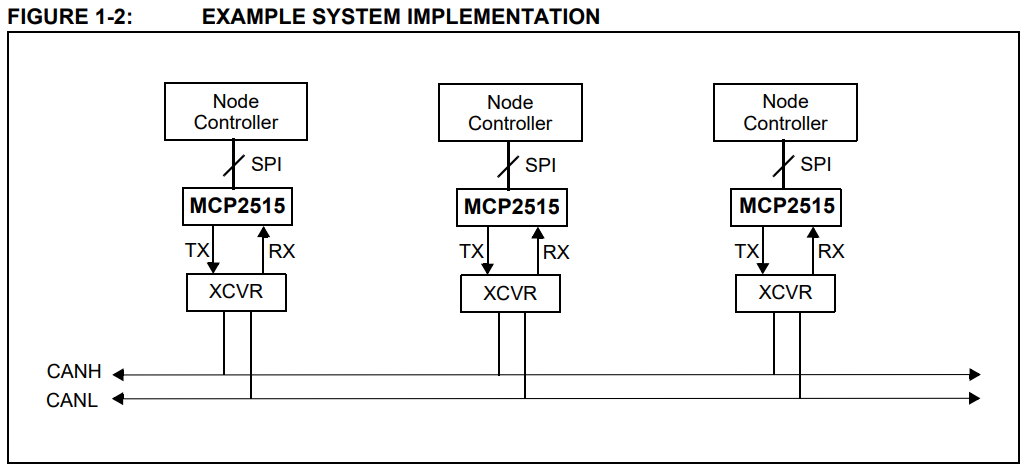 FIGURE 1-2: EXAMPLE SYSTEM IMPLEMENTATION
Node Controller
Node Controller
Node Controller
SPI
SPI
SPI
MCP2515
MCP2515
MCP2515
TX RX
TX RX
TX RX
XCVR
XCVR
XCVR
CANH
CANL